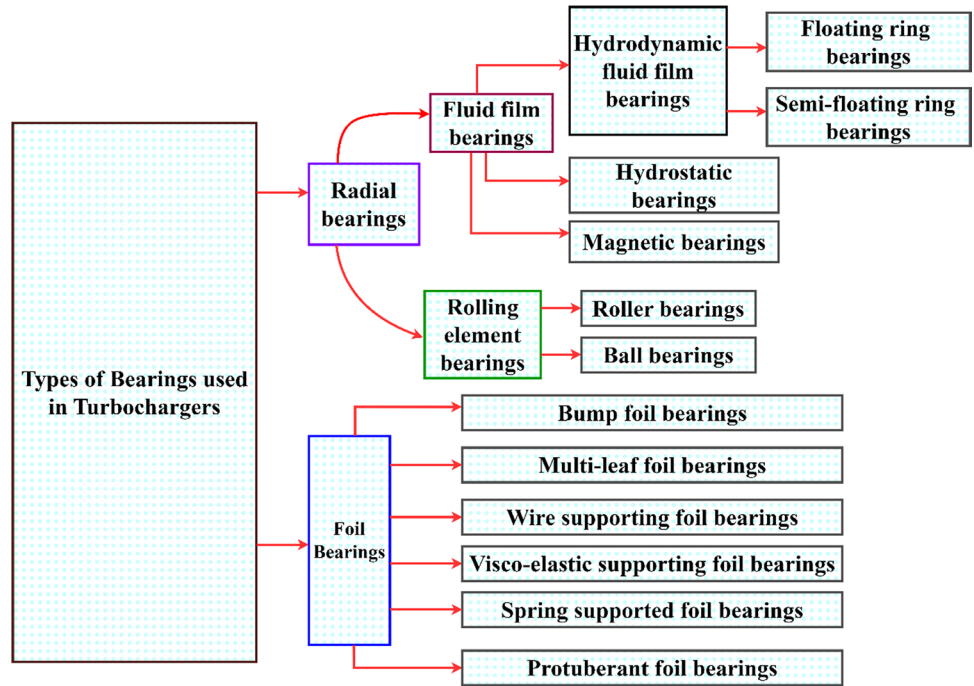 Types of Bearings used
in Turbochargers
Radial
bearings
Fluid film
bearings
Hydrodynamic
fluid film
bearings
Floating ring
bearings
Semi-floating ring
bearings
Hydrostatic
bearings
Magnetic bearings
Rolling
element
bearings
Roller bearings
Ball bearings
Foil
Bearings
Bump foil bearings
Multi-leaf foil bearings
Wire supporting foil bearings
Visco-elastic supporting foil bearings
Spring supported foil bearings
Protuberant foil bearings